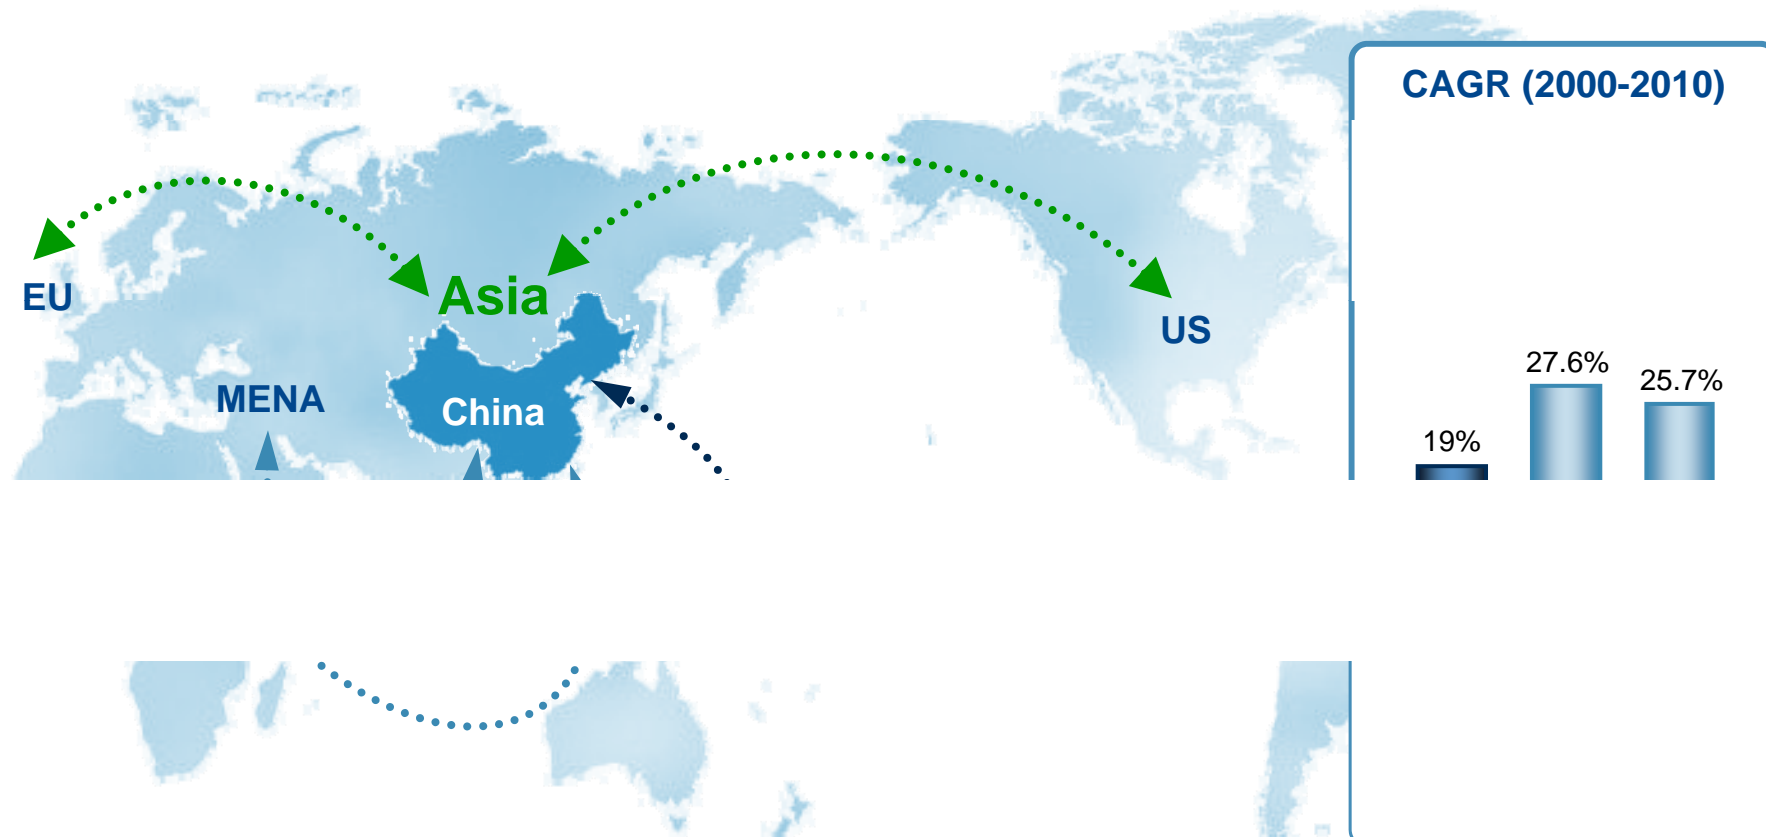 CAGR (2000-2010)
EU
Asia
US
MENA
China
27.6%
25.7%
19%